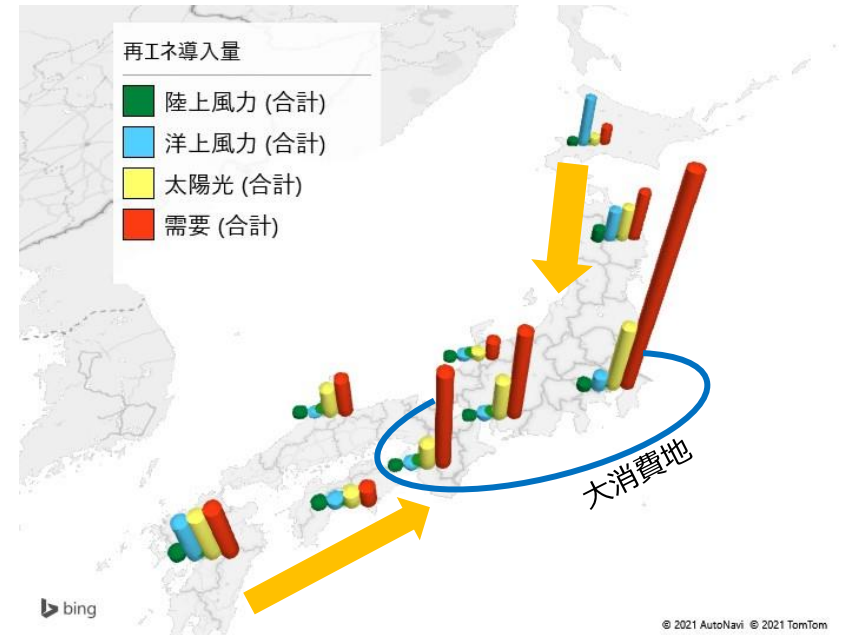 再エネ導入量
陸上風力 (合計)
洋上風力 (合計)
太陽光 (合計)
需要 (合計)
大消費地
bing
© 2021 AutoNavi © 2021 TomTom